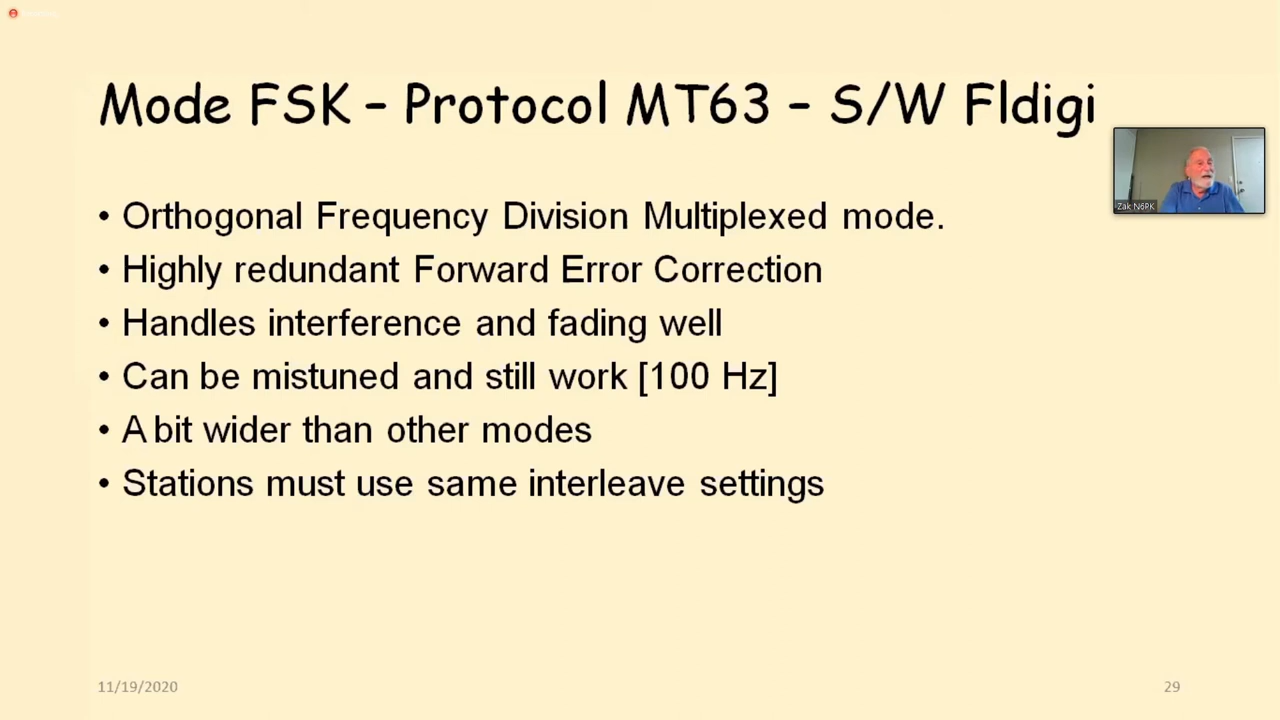 Mode FSK – Protocol MT63 – S/W Fldigi
Zak N6PK
• Orthogonal Frequency Division Multiplexed mode.
• Highly redundant Forward Error Correction
• Handles interference and fading well
• Can be mistuned and still work [100 Hz]
• A bit wider than other modes
• Stations must use same interleave settings
11/19/2020
29